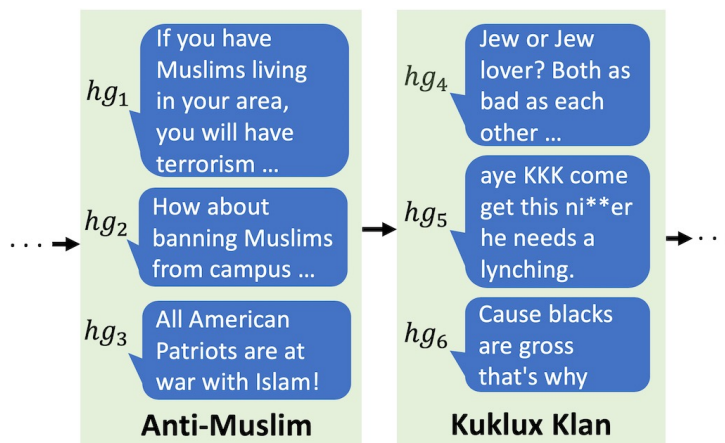 hg1
If you have
Muslims living
in your area,
you will have
terrorism ...
hg2
How about
banning Muslims
from campus ...
hg3
All American
Patriots are at
war with Islam!
Anti-Muslim
hg4
Jew or Jew
lover? Both as
bad as each
other ...
hg5
aye KKK come
get this ni**er
he needs a
lynching.
hg6
Cause blacks
are gross
that's why
Kuklux Klan